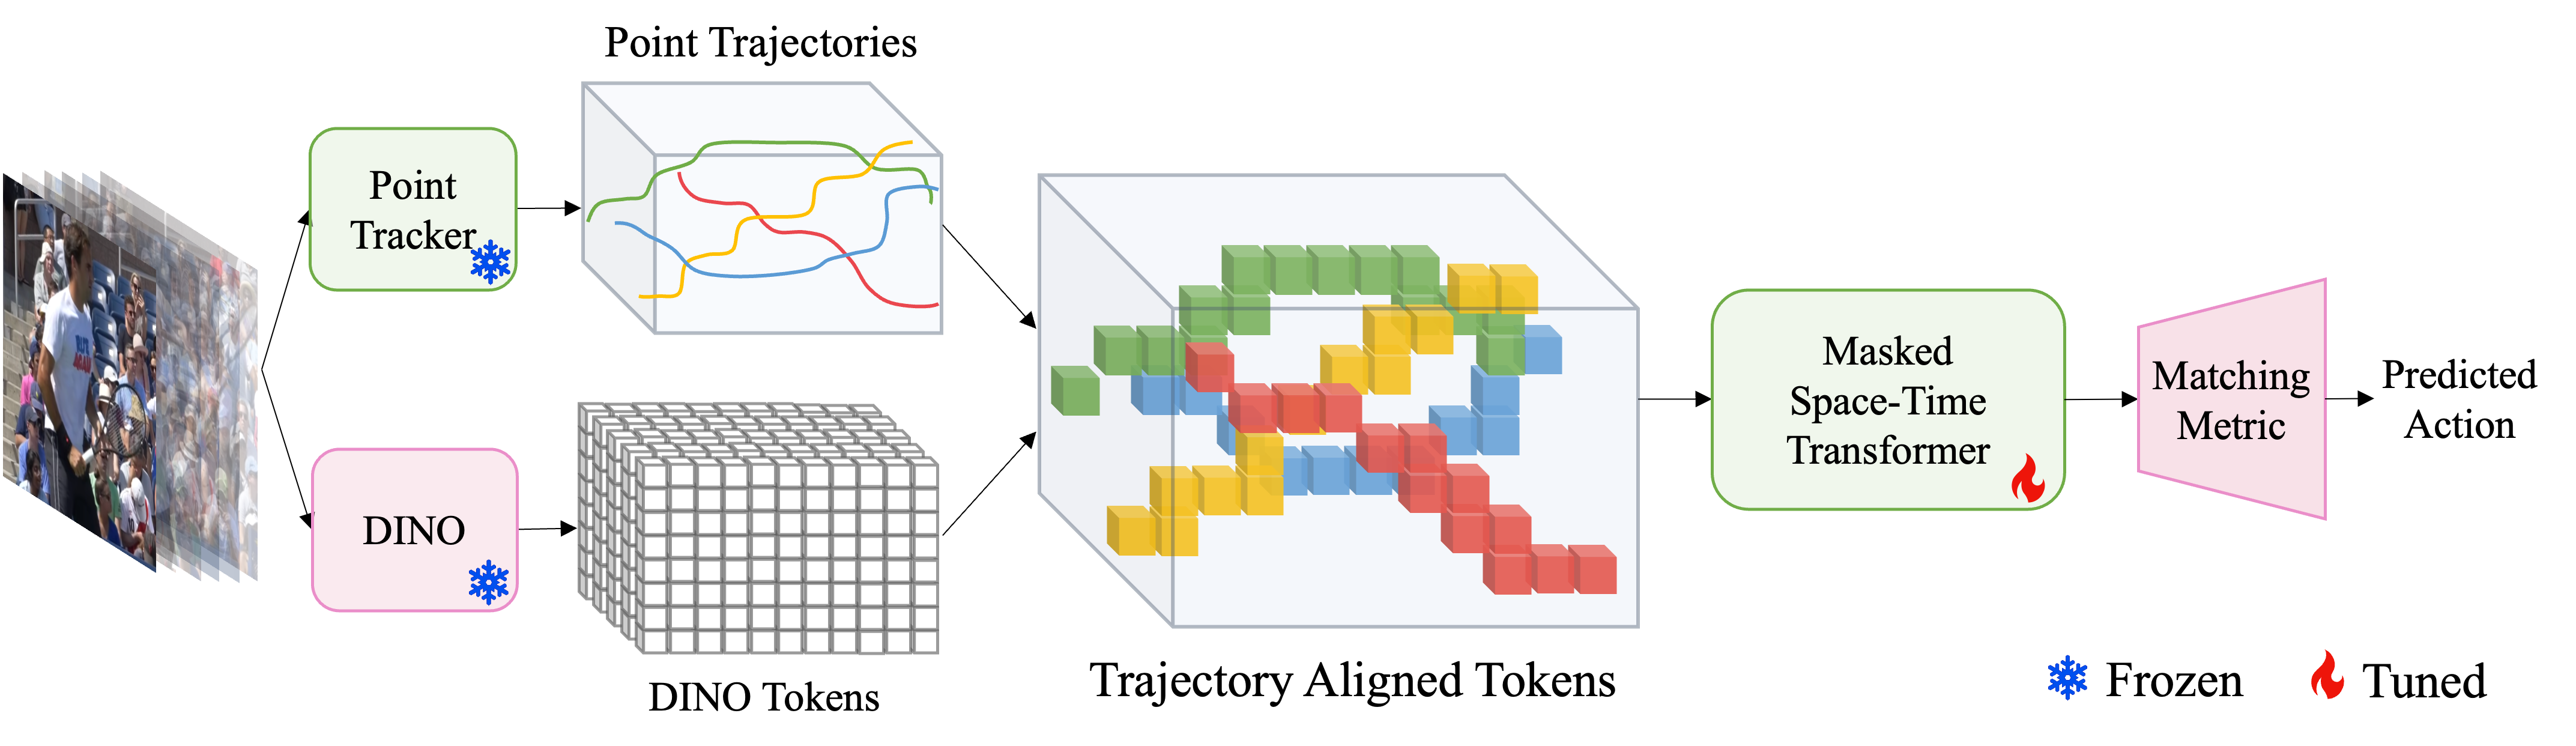 Point Trajectories
Point
Tracker
DINO
DINO Tokens
Trajectory Aligned Tokens
Masked
Space-Time
Transformer
Matching
Metric
Predicted
Action
Frozen
Tuned